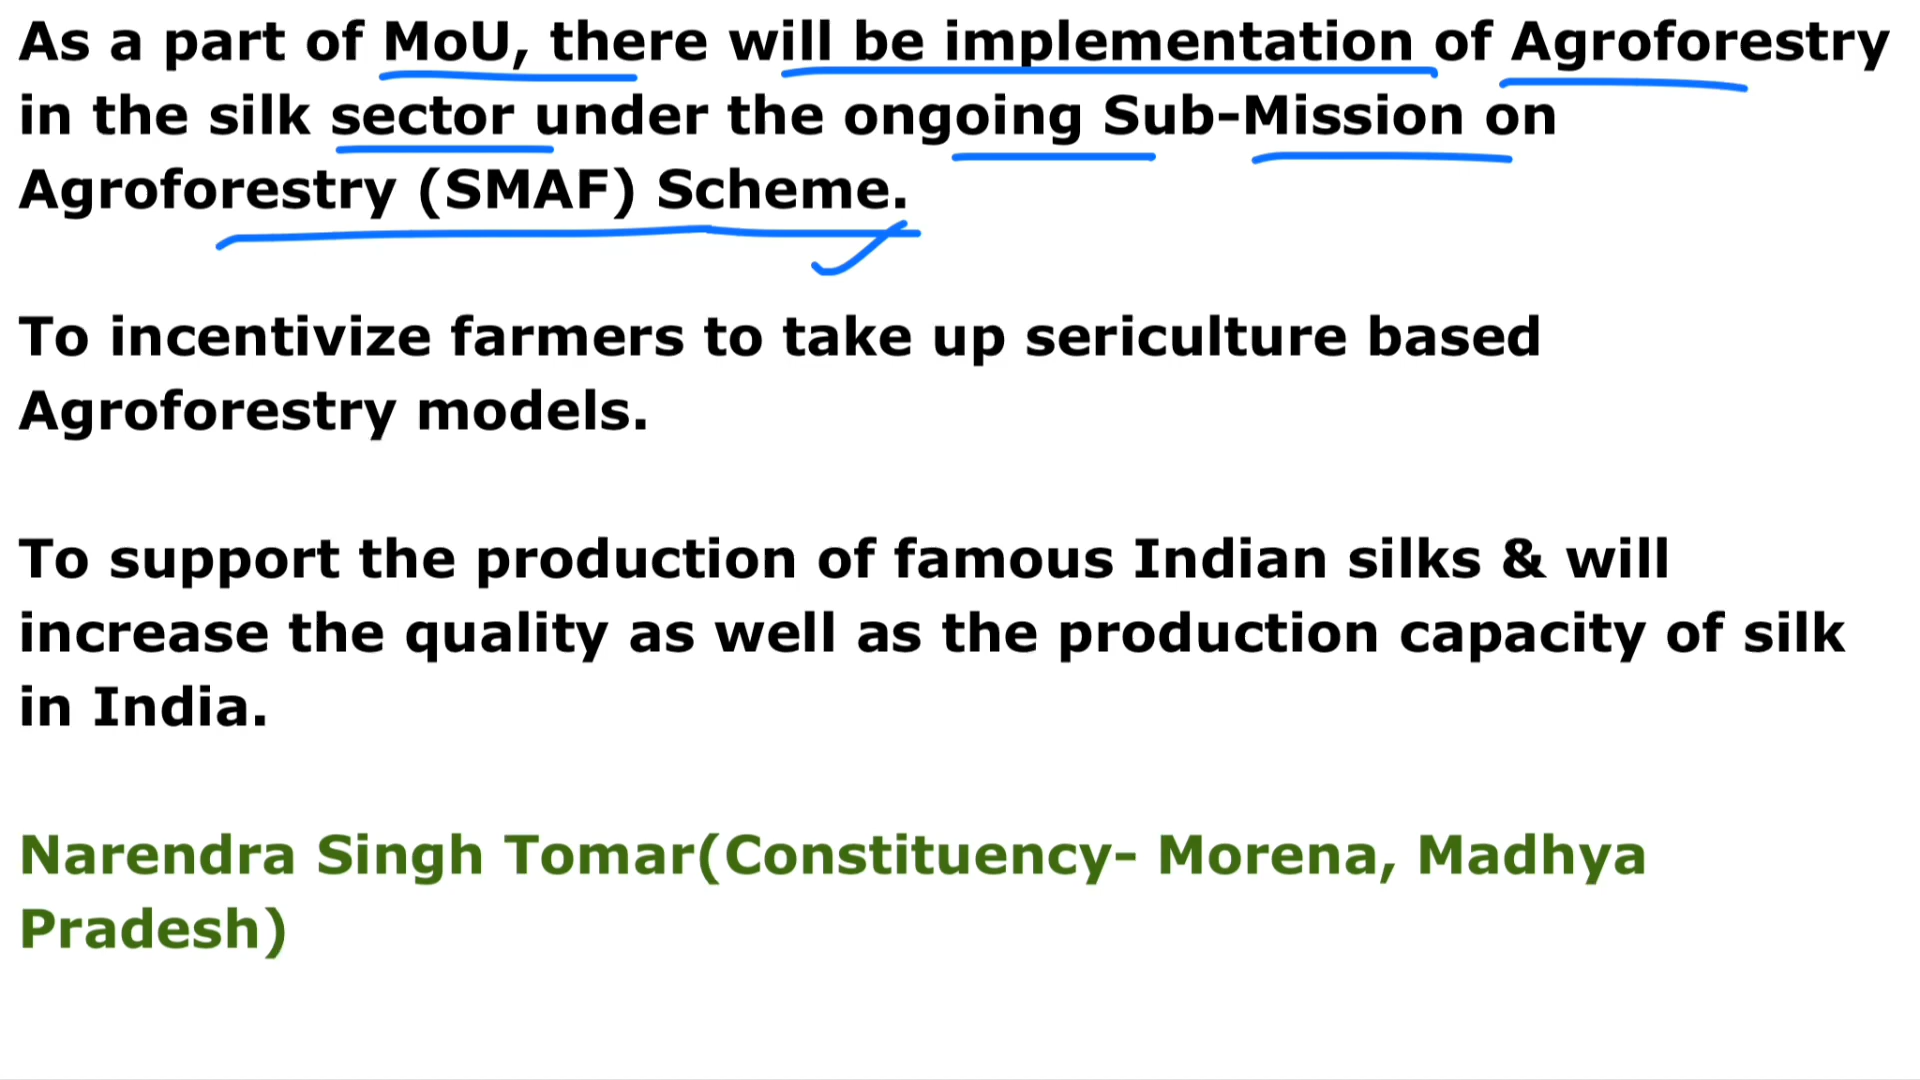 As a part of MoU, there will be implementation of Agroforestry
in the silk sector under the ongoing Sub-Mission on
Agroforestry (SMAF) Scheme.
To incentivize farmers to take up sericulture based
Agroforestry models.
To support the production of famous Indian silks & will
increase the quality as well as the production capacity of silk
in India.
Narendra Singh Tomar(Constituency- Morena, Madhya
Pradesh)